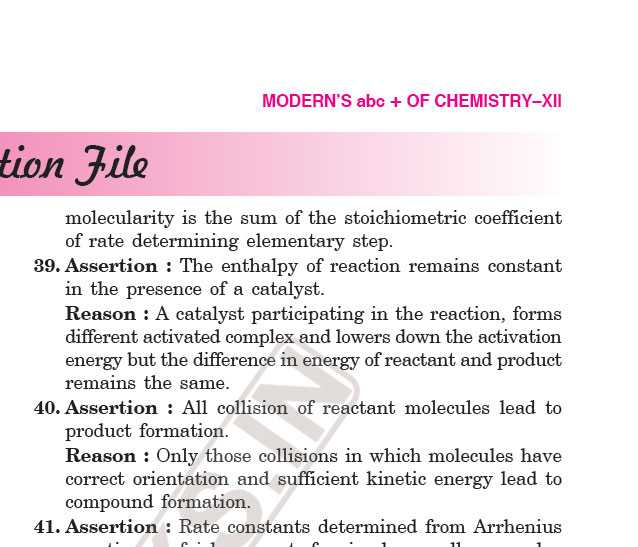 MODERN'S abc + OF CHEMISTRY–XII
tion File
molecularity is the sum of the stoichiometric coefficient
of rate determining elementary step.
39. Assertion : The enthalpy of reaction remains constant
in the presence of a catalyst.
Reason : A catalyst participating in the reaction, forms
different activated complex and lowers down the activation
energy but the difference in energy of reactant and product
remains the same.
40. Assertion : All collision of reactant molecules lead to
product formation.
Reason : Only those collisions in which molecules have
correct orientation and sufficient kinetic energy lead to
compound formation.
41. Assertion : Rate constants determined from Arrhenius